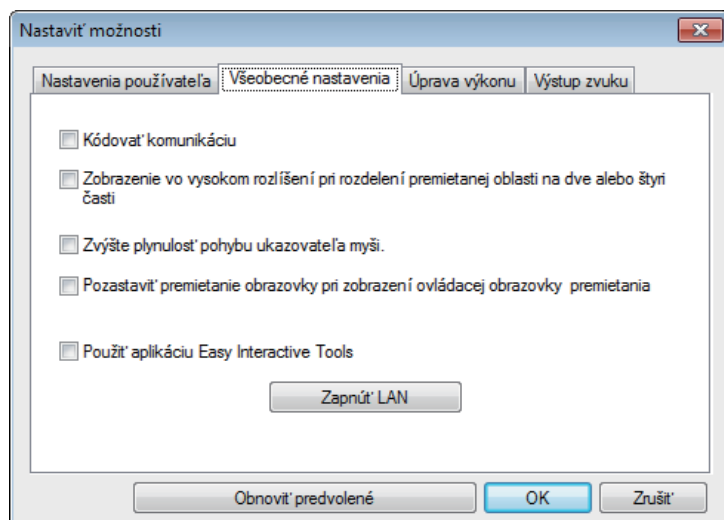 Nastaviť možnosti
Nastavenia používateľa Všeobecné nastavenia Úprava výkonu Výstup zvuku
Kódovať komunikáciu
Zobrazenie vo vysokom rozlíšení pri rozdelení premietanej oblasti na dve alebo štyri
časti
Zvýšte plynulosť pohybu ukazovateľa myši.
Pozastaviť premietanie obrazovky pri zobrazení ovládacej obrazovky premietania
Použiť aplikáciu Easy Interactive Tools
Zapnúť LAN
Obnoviť predvolené OK Zrušiť